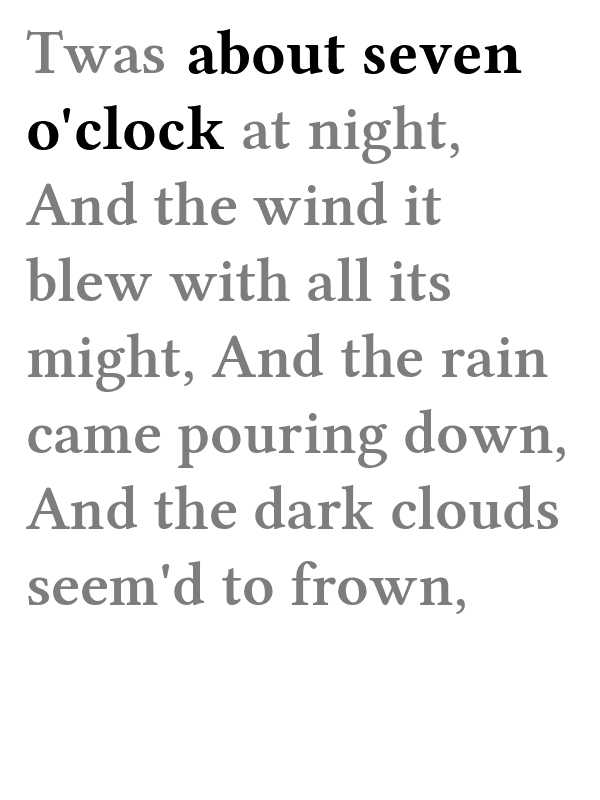 Twas about seven
o'clock at night,
And the wind it
blew with all its
might, And the rain
came pouring down,
And the dark clouds
seem'd to frown,